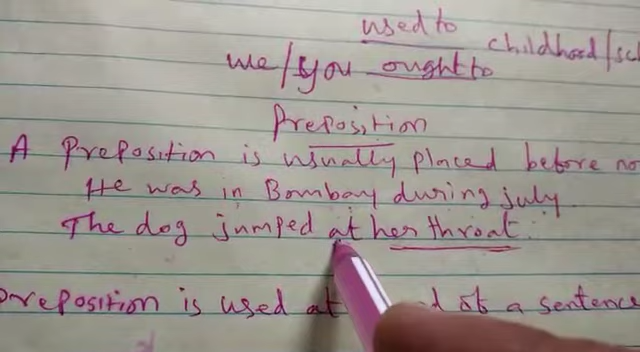 used to childhood/
we/you ought to
Preposition
A Preposition is usually placed before
He was in Bombay during july.
The dog jumped at her throat.
preposition is used at of a sentence